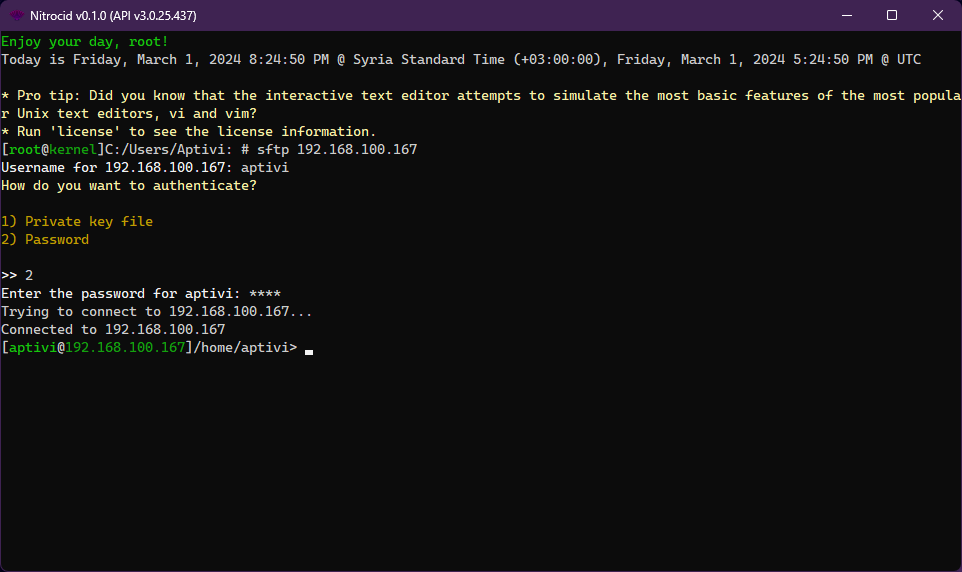 Nitrocid v0.1.0 (API v3.0.25.437)
Enjoy your day, root!
Today is Friday, March 1, 2024 8:24:50 PM @ Syria Standard Time (+03:00:00), Friday, March 1, 2024 5:24:50 PM @ UTC
* Pro tip: Did you know that the interactive text editor attempts to simulate the most basic features of the most popula
r Unix text editors, vi and vim?
* Run 'license' to see the license information.
[root@kernel]C:/Users/Aptivi: # sftp 192.168.100.167
Username for 192.168.100.167: aptivi
How do you want to authenticate?
1) Private key file
2) Password
>> 2
Enter the password for aptivi: ****
Trying to connect to 192.168.100.167...
Connected to 192.168.100.167
[aptivi@192.168.100.167]/home/aptivi>